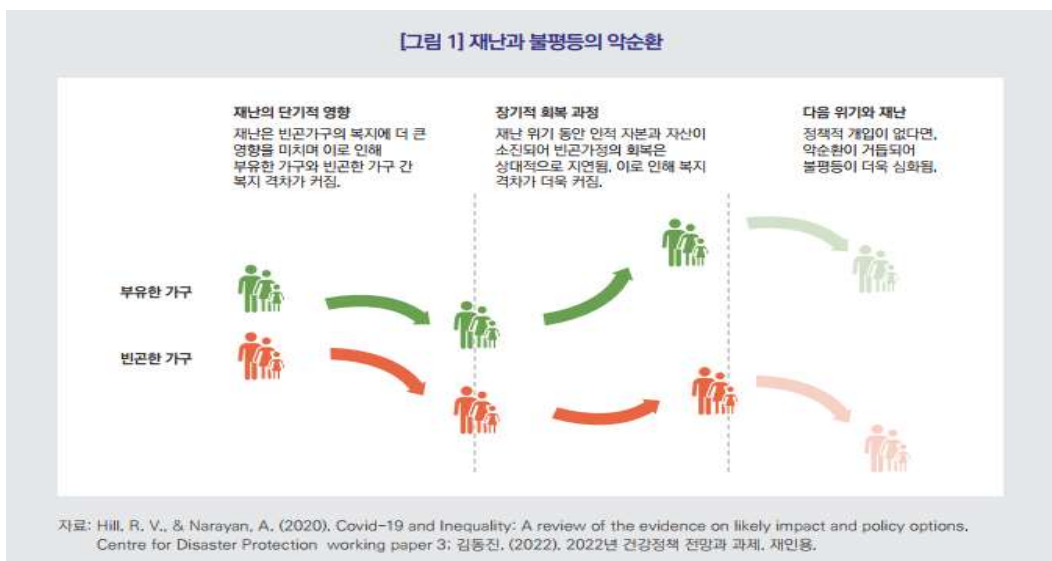 [그림 1] 재난과 불평등의 악순환
재난의 단기적 영향
재난은 빈곤가구의 복지에 더 큰
영향을 미치며 이로 인해
부유한 가구와 빈곤한 가구 간
복지 격차가 커짐.
장기적 회복 과정
재난 위기 동안 인적 자본과 자산이
소진되어 빈곤가정의 회복은
상대적으로 지연됨. 이로 인해 복지
격차가 더욱 커짐.
다음 위기와 재난
정책적 개입이 없다면,
악순환이 거듭되어
불평등이 더욱 심화됨.
부유한 가구
빈곤한 가구
자료: Hill, R. V., & Narayan, A. (2020). Covid-19 and Inequality: A review of the evidence on likely impact and policy options.
Centre for Disaster Protection working paper 3; 김동진. (2022). 2022년 건강정책 전망과 과제. 재인용.